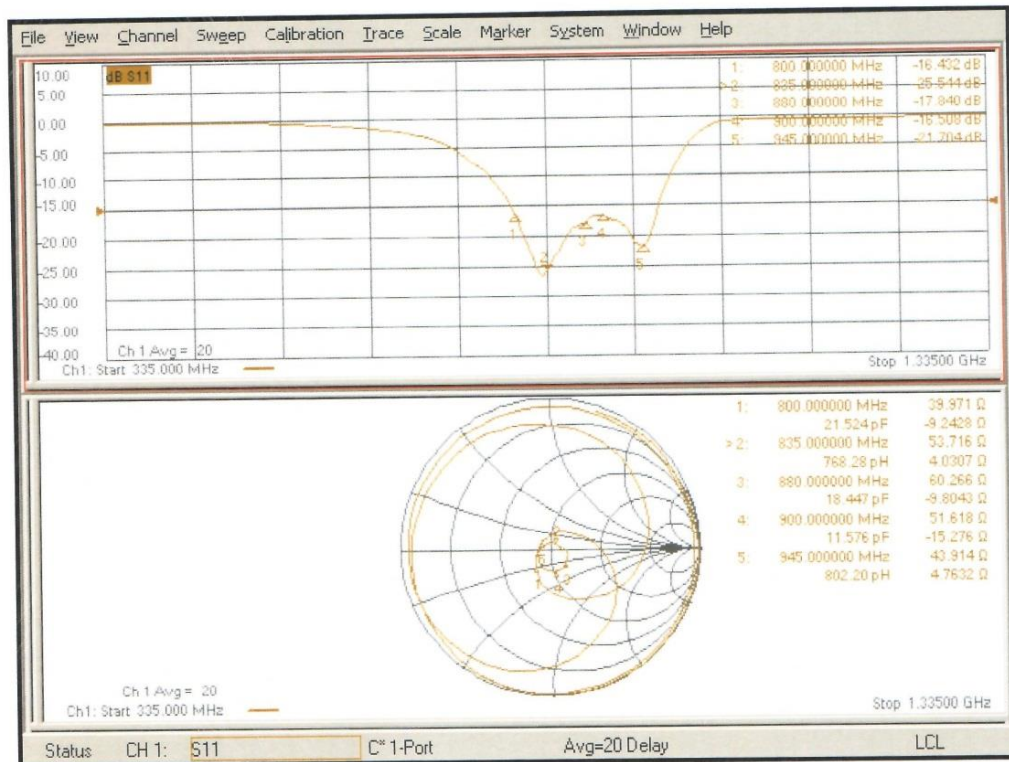 File View Channel Sweep Calibration Trace Scale Marker System Window Help
10.00
5.00
0.00
-5.00
-10.00
-15.00
-20.00
-25.00
-30.00
-35.00
-40.00
dB S11
1: 800.000000 MHz -16.432 dB
>2: 835.000000 MHz -25.544 dB
3: 880.000000 MHz -17.840 dB
4: 900.000000 MHz -16.508 dB
5: 945.000000 MHz -21.704 dB
1
2
3
4
5
Ch 1 Avg = 20
Ch1: Start 335.000 MHz
Stop 1.33500 GHz
1: 800.000000 MHz 39.971 Ω
21.524 pF -9.2428 Ω
>2: 835.000000 MHz 53.716 Ω
768.28 pH 4.0307 Ω
3: 880.000000 MHz 60.266 Ω
18.447 pF -9.8043 Ω
4: 900.000000 MHz 51.618 Ω
11.576 pF -15.276 Ω
5: 945.000000 MHz 43.914 Ω
802.20 pH 4.7632 Ω
Ch 1 Avg = 20
Ch1: Start 335.000 MHz
Stop 1.33500 GHz
Status CH 1: S11 C* 1-Port Avg=20 Delay LCL